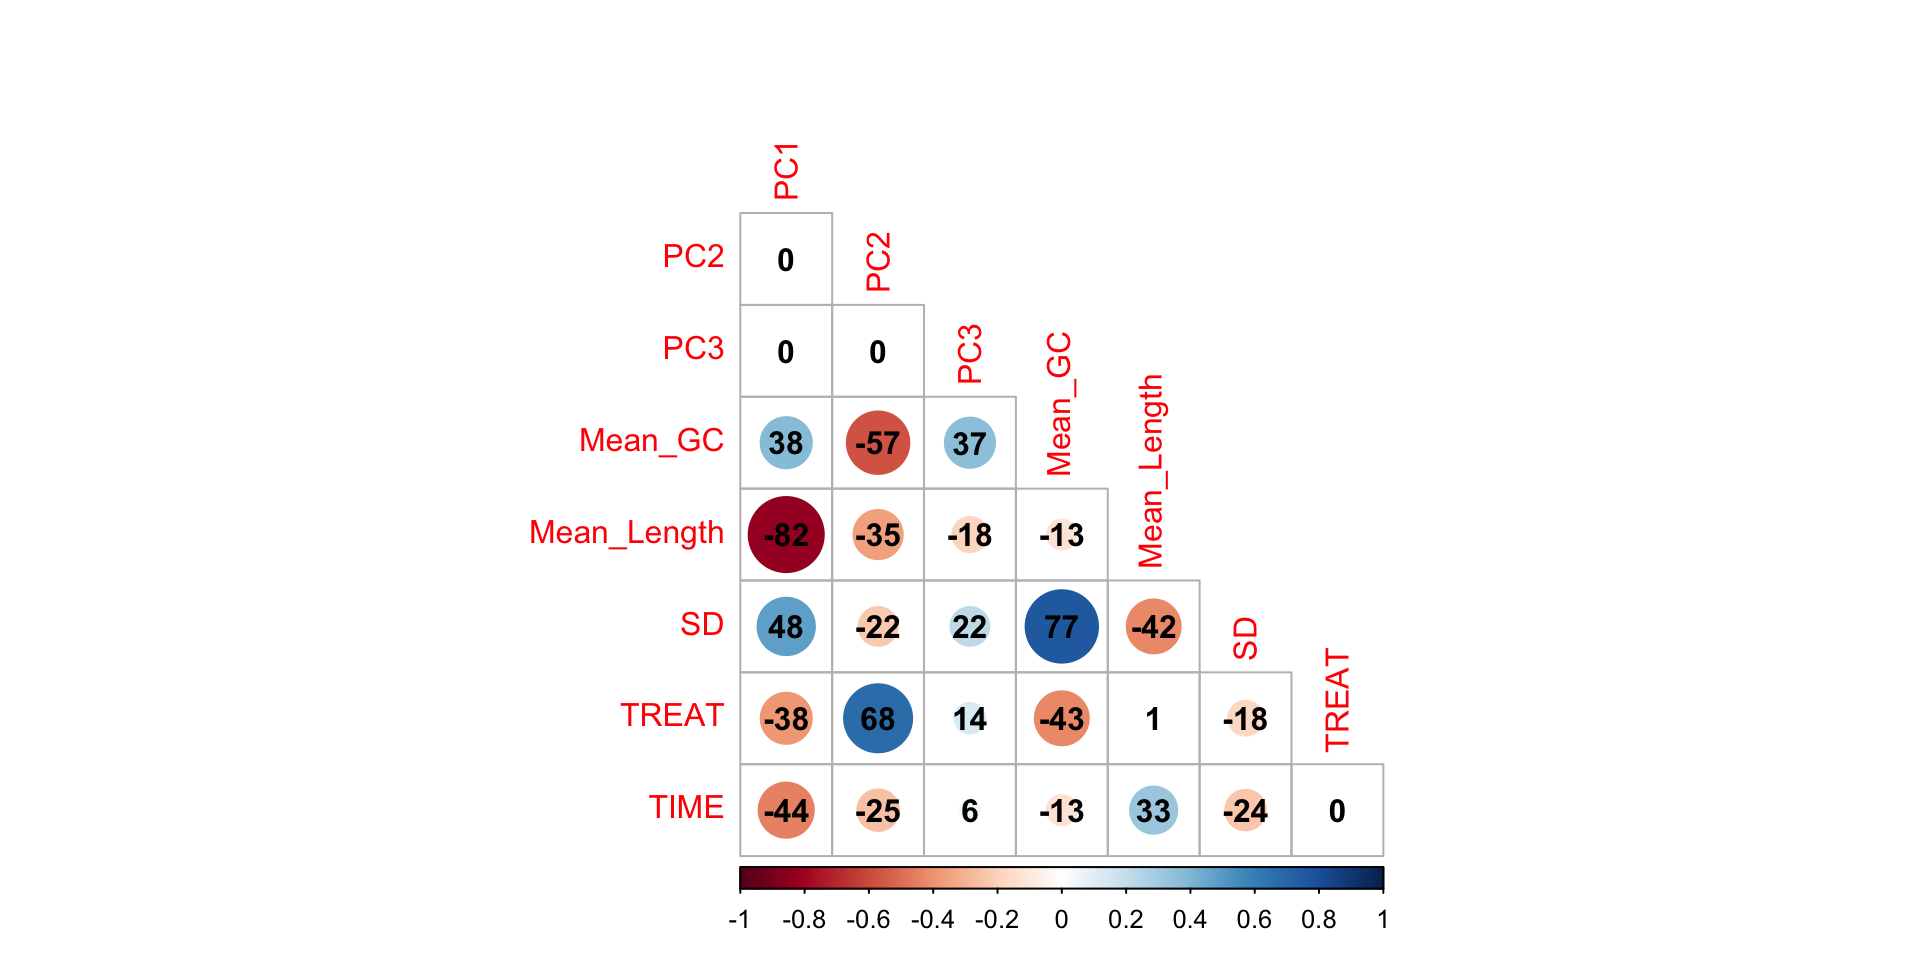 PC1
PC2 0 PC2
PC3 0 0 PC3
Mean_GC 38 -57 37 Mean_GC
Mean_Length -82 -35 -18 -13 Mean_Length
SD 48 -22 22 77 -42 SD
TREAT -38 68 14 -43 1 -18 TREAT
TIME -44 -25 6 -13 33 -24 0
-1 -0.8 -0.6 -0.4 -0.2 0 0.2 0.4 0.6 0.8 1